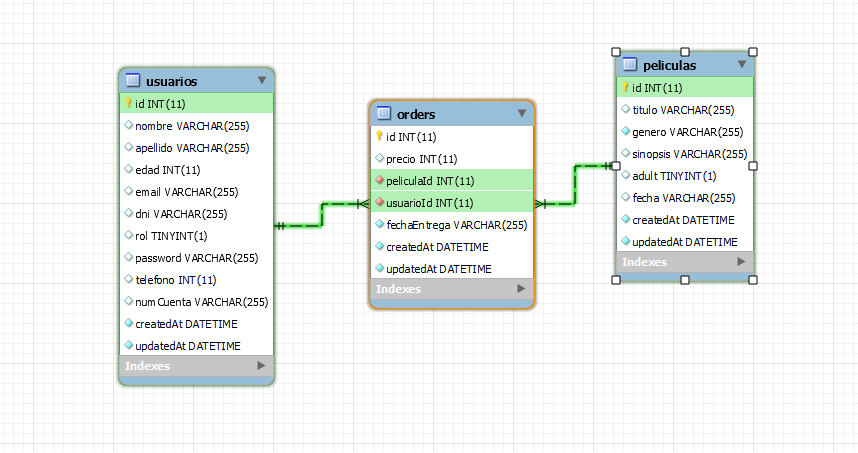 usuarios
id INT(11)
nombre VARCHAR(255)
apellido VARCHAR(255)
edad INT(11)
email VARCHAR(255)
dni VARCHAR(255)
rol TINYINT(1)
password VARCHAR(255)
telefono INT(11)
numCuenta VARCHAR(255)
createdAt DATETIME
updatedAt DATETIME
Indexes
orders
id INT(11)
precio INT(11)
peliculaId INT(11)
usuarioId INT(11)
fechaEntrega VARCHAR(255)
createdAt DATETIME
updatedAt DATETIME
Indexes
peliculas
id INT(11)
titulo VARCHAR(255)
genero VARCHAR(255)
sinopsis VARCHAR(255)
adult TINYINT(1)
fecha VARCHAR(255)
createdAt DATETIME
updatedAt DATETIME
Indexes